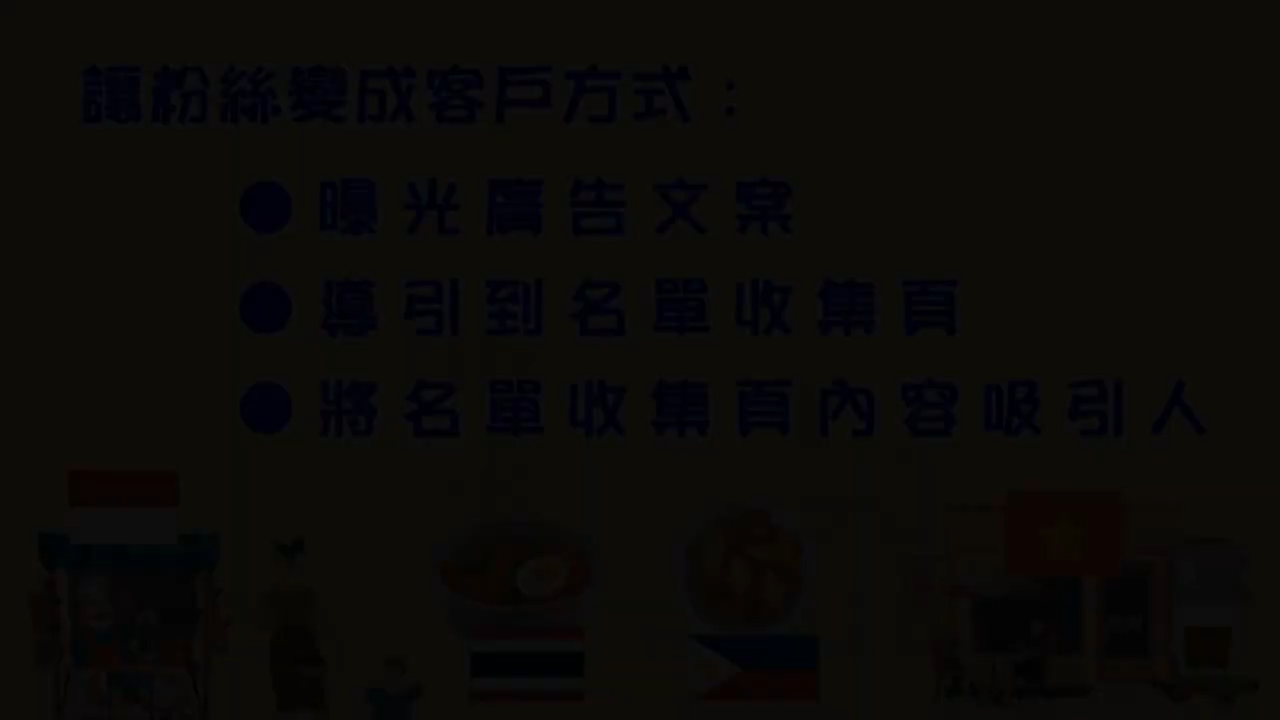 讓粉絲變成客戶方式：
● 曝光廣告文案
● 導引到名單收集頁
● 將名單收集頁內容吸引人